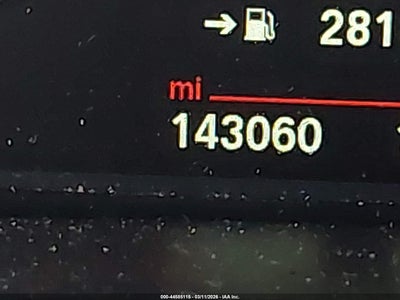 → 281
mi
143060
000-44585115 - 03/11/2026 - IAA Inc.